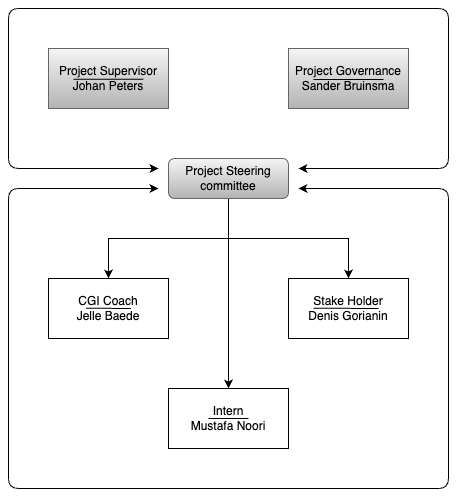 Project Supervisor
Johan Peters
Project Governance
Sander Bruinsma
Project Steering
committee
CGI Coach
Jelle Baede
Stake Holder
Denis Gorianin
Intern
Mustafa Noori